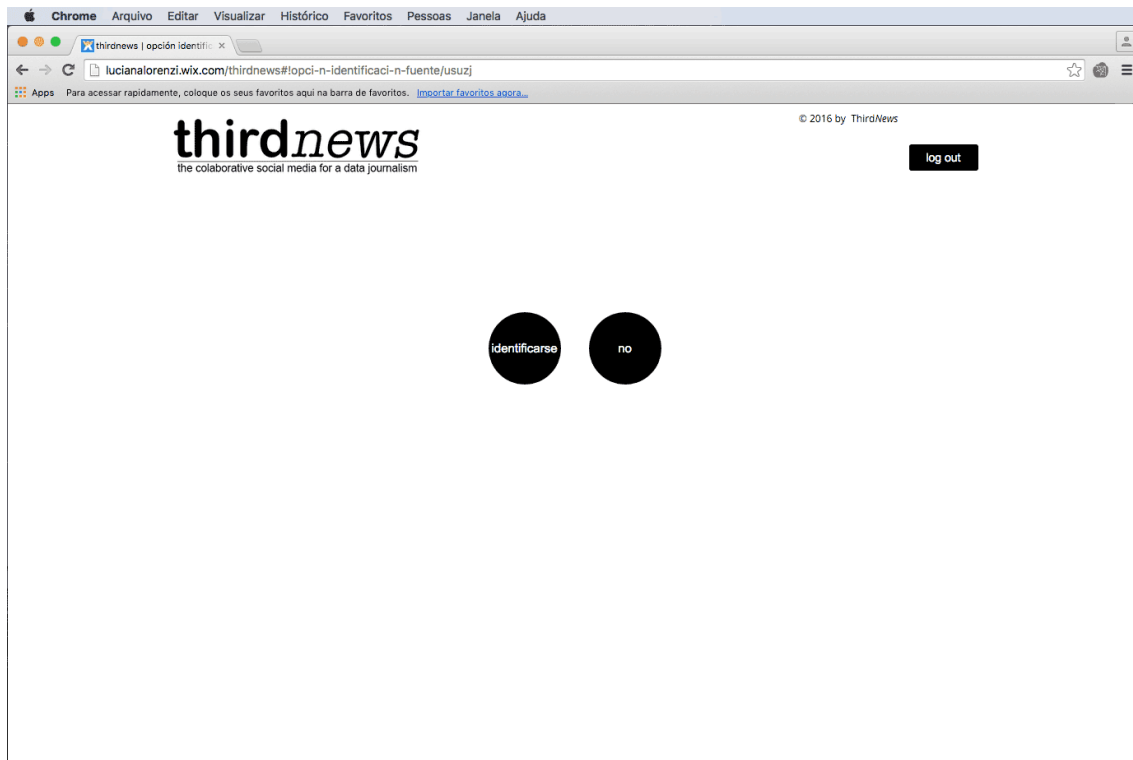 Chrome Arquivo Editar Visualizar Histórico Favoritos Pessoas Janela Ajuda
thirdnews | opción identific
lucianalorenzi.wix.com/thirdnews#!opci-n-identificaci-n-fuente/usuzj
Apps Para acessar rapidamente, coloque os seus favoritos aqui na barra de favoritos. Importar favoritos agora...
© 2016 by ThirdNews
thirdnews
the colaborative social media for a data journalism
log out
identificarse no